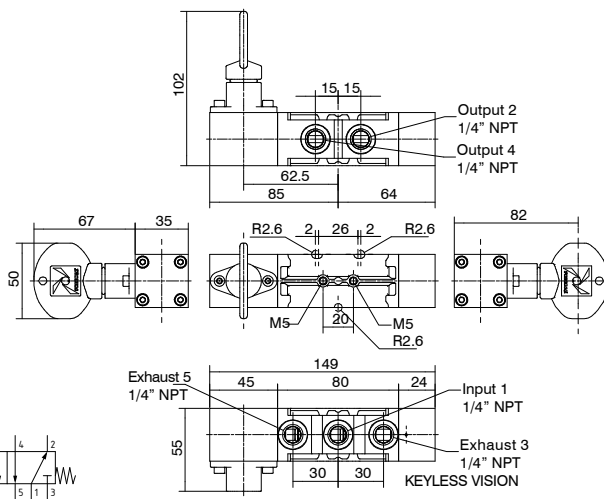 102
15 15
Output 2
1/4” NPT
Output 4
1/4” NPT
62.5
85 64
67 35
R2.6 2 26 2 R2.6
82
50
M5 20 M5
R2.6
149
45 80 24
Exhaust 5
1/4” NPT
Input 1
1/4” NPT
55
Exhaust 3
1/4” NPT
30 30
KEYLESS VISION
4 2
5 1 3